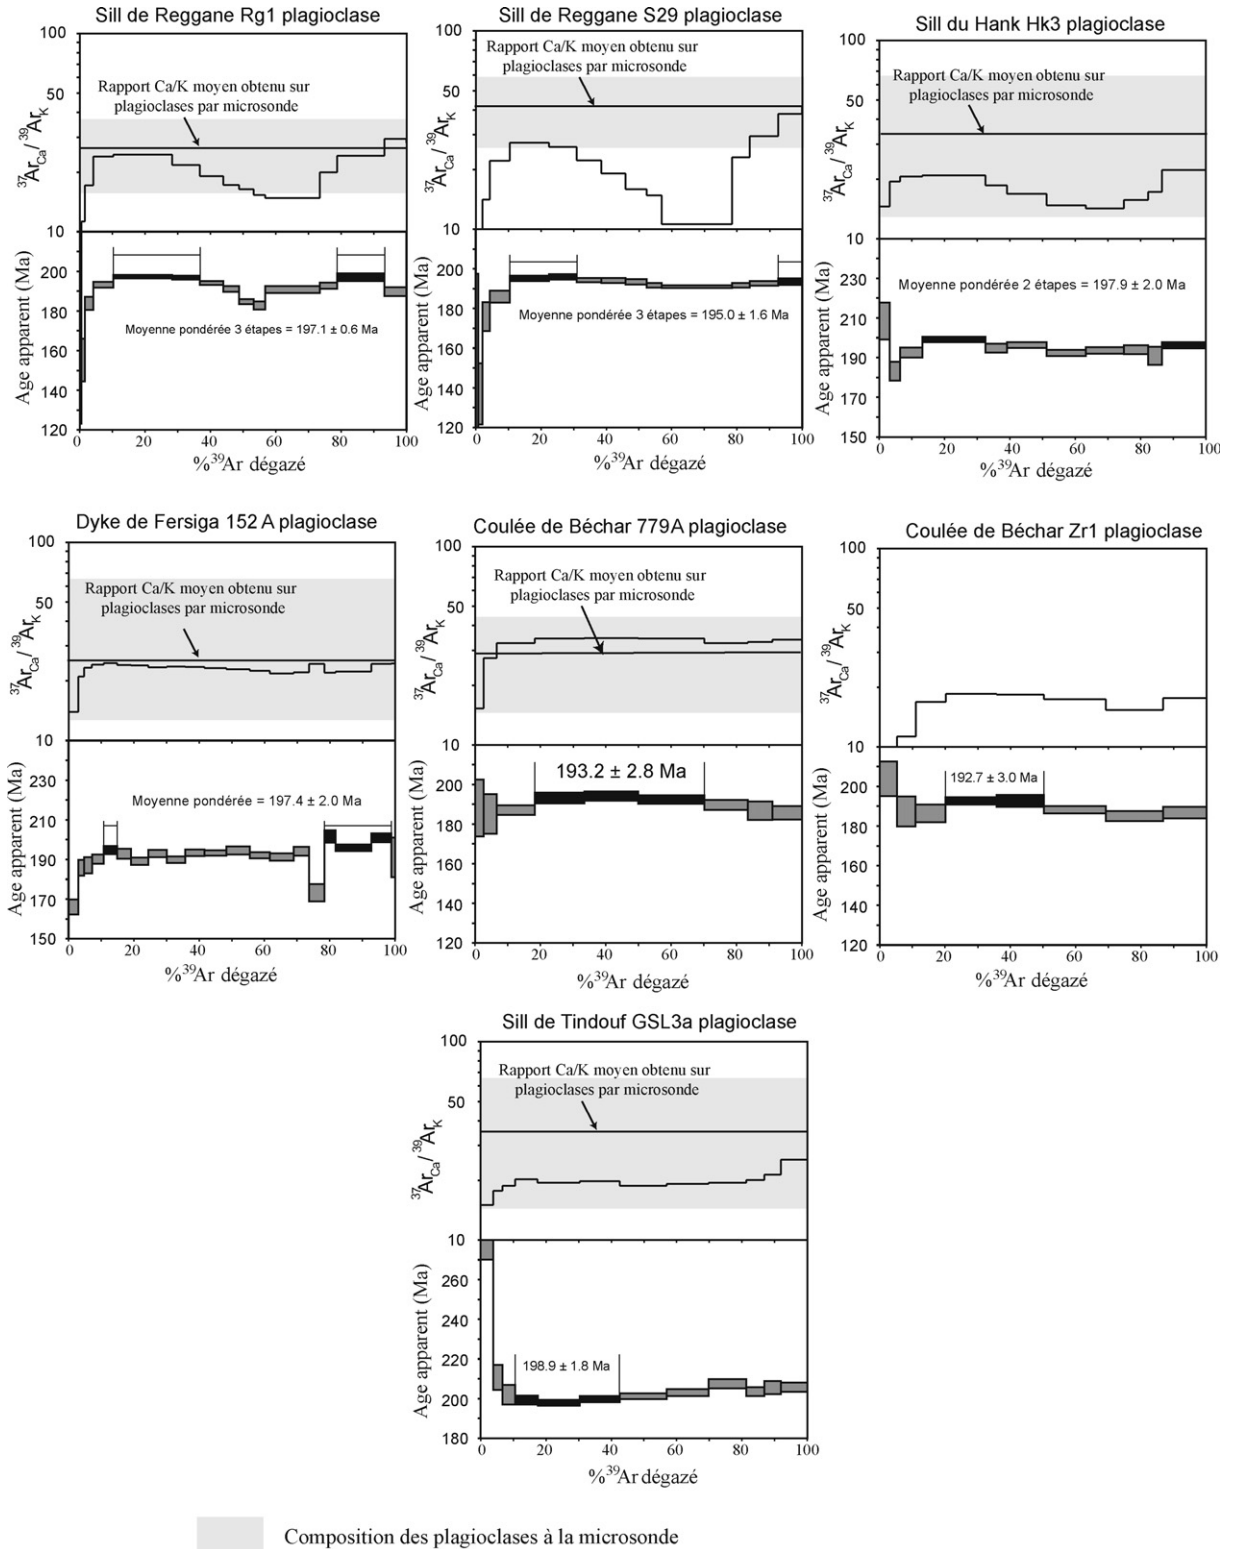 Sill de Reggane Rg1 plagioclase
100
50
10
37ArCa/39ArK
Rapport Ca/K moyen obtenu sur
plagioclases par microsonde
200
180
160
140
120
Age apparent (Ma)
Moyenne pondérée 3 étapes = 197.1 ± 0.6 Ma
0 20 40 60 80 100
%39Ar dégazé
Sill de Reggane S29 plagioclase
100
50
10
37ArCa/39ArK
Rapport Ca/K moyen obtenu sur
plagioclases par microsonde
200
180
160
140
120
Age apparent (Ma)
Moyenne pondérée 3 étapes = 195.0 ± 1.6 Ma
0 20 40 60 80 100
%39Ar dégazé
Sill du Hank Hk3 plagioclase
100
50
10
37ArCa/39ArK
Rapport Ca/K moyen obtenu sur
plagioclases par microsonde
230
210
190
170
150
Age apparent (Ma)
Moyenne pondérée 2 étapes = 197.9 ± 2.0 Ma
0 20 40 60 80 100
%39Ar dégazé
Dyke de Fersiga 152 A plagioclase
100
50
10
37ArCa/39ArK
Rapport Ca/K moyen obtenu sur
plagioclases par microsonde
230
210
190
170
150
Age apparent (Ma)
Moyenne pondérée = 197.4 ± 2.0 Ma
0 20 40 60 80 100
%39Ar dégazé
Coulée de Béchar 779A plagioclase
100
50
10
37ArCa/39ArK
Rapport Ca/K moyen obtenu sur
plagioclases par microsonde
200
180
160
140
120
Age apparent (Ma)
193.2 ± 2.8 Ma
0 20 40 60 80 100
%39Ar dégazé
Coulée de Béchar Zr1 plagioclase
100
50
10
37ArCa/39ArK
200
180
160
140
120
Age apparent (Ma)
192.7 ± 3.0 Ma
0 20 40 60 80 100
%39Ar dégazé
Sill de Tindouf GSL3a plagioclase
100
50
10
37ArCa/39ArK
Rapport Ca/K moyen obtenu sur
plagioclases par microsonde
260
240
220
200
180
Age apparent (Ma)
198.9 ± 1.8 Ma
0 20 40 60 80 100
%39Ar dégazé
Composition des plagioclases à la microsonde